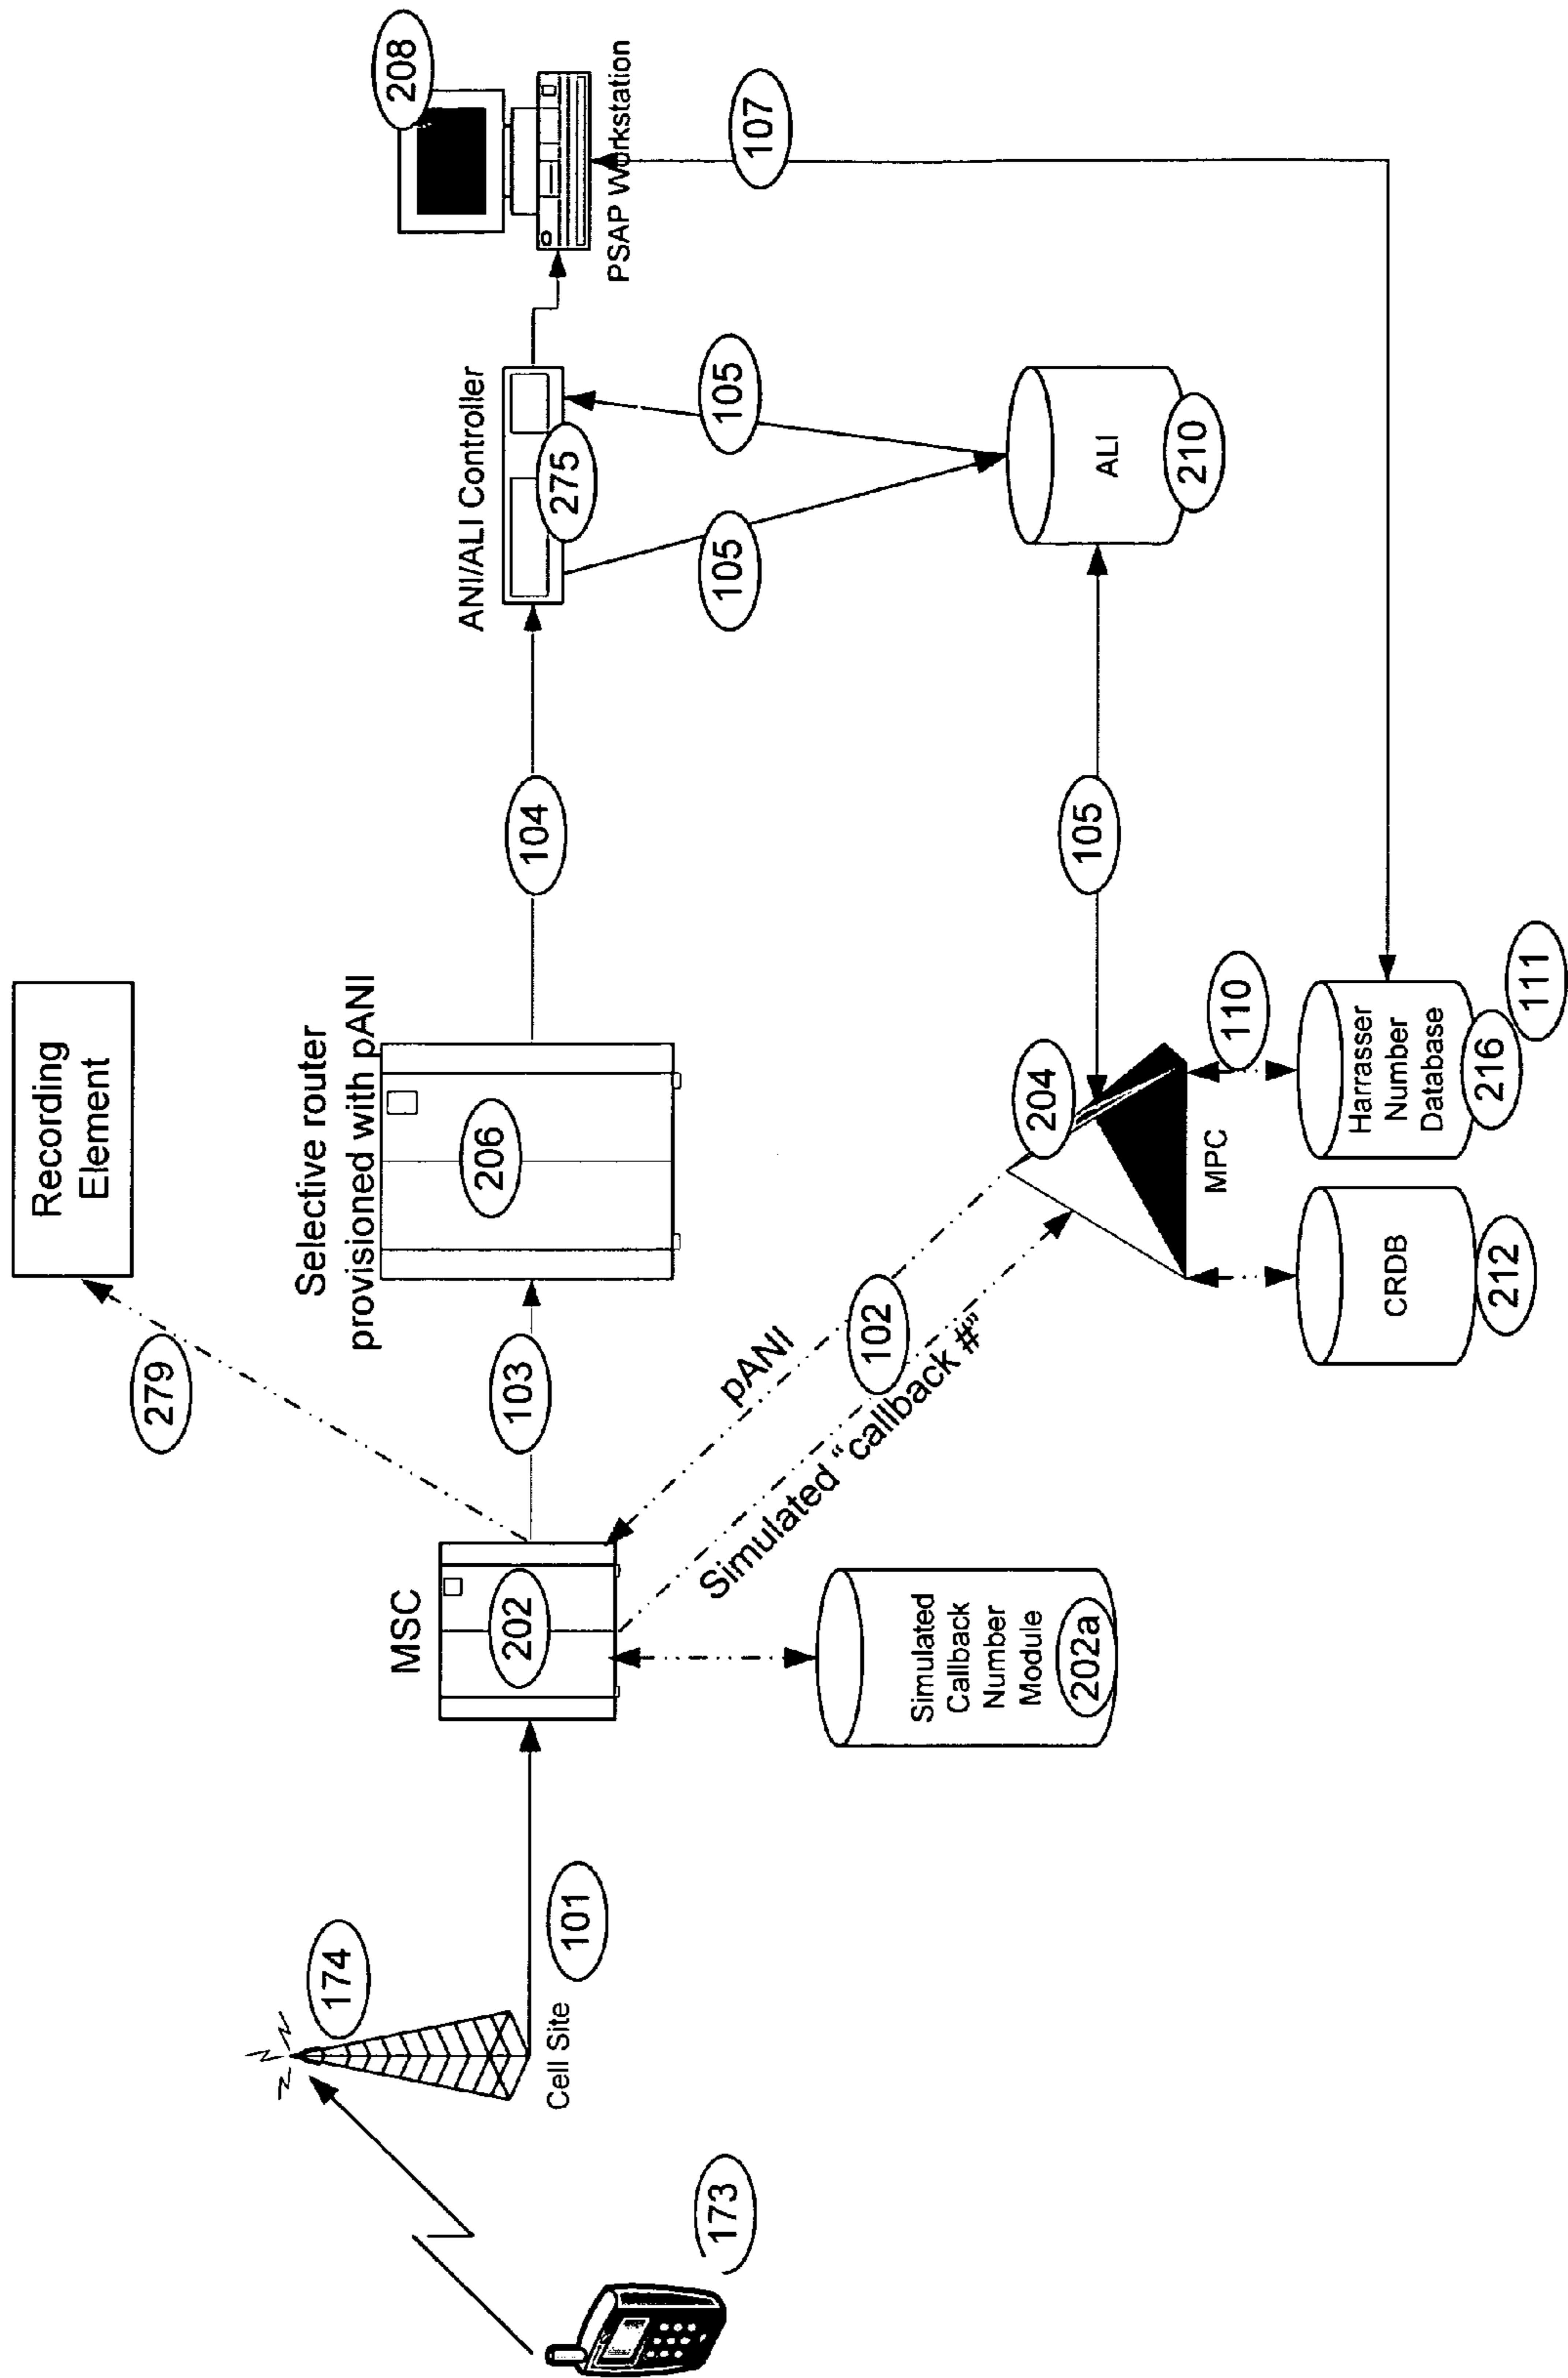 Recording
Element
279
208
PSAP Workstation
107
ANI/ALI Controller
275
105
105
ALI
210
Selective router
provisioned with pANI
206
104
103
MSC
202
174
Cell Site
101
173
pANI
102
Simulated "callback #"
Simulated
Callback
Number
Module
202a
204
MPC
105
110
Harrasser
Number
Database
216
111
CRDB
212